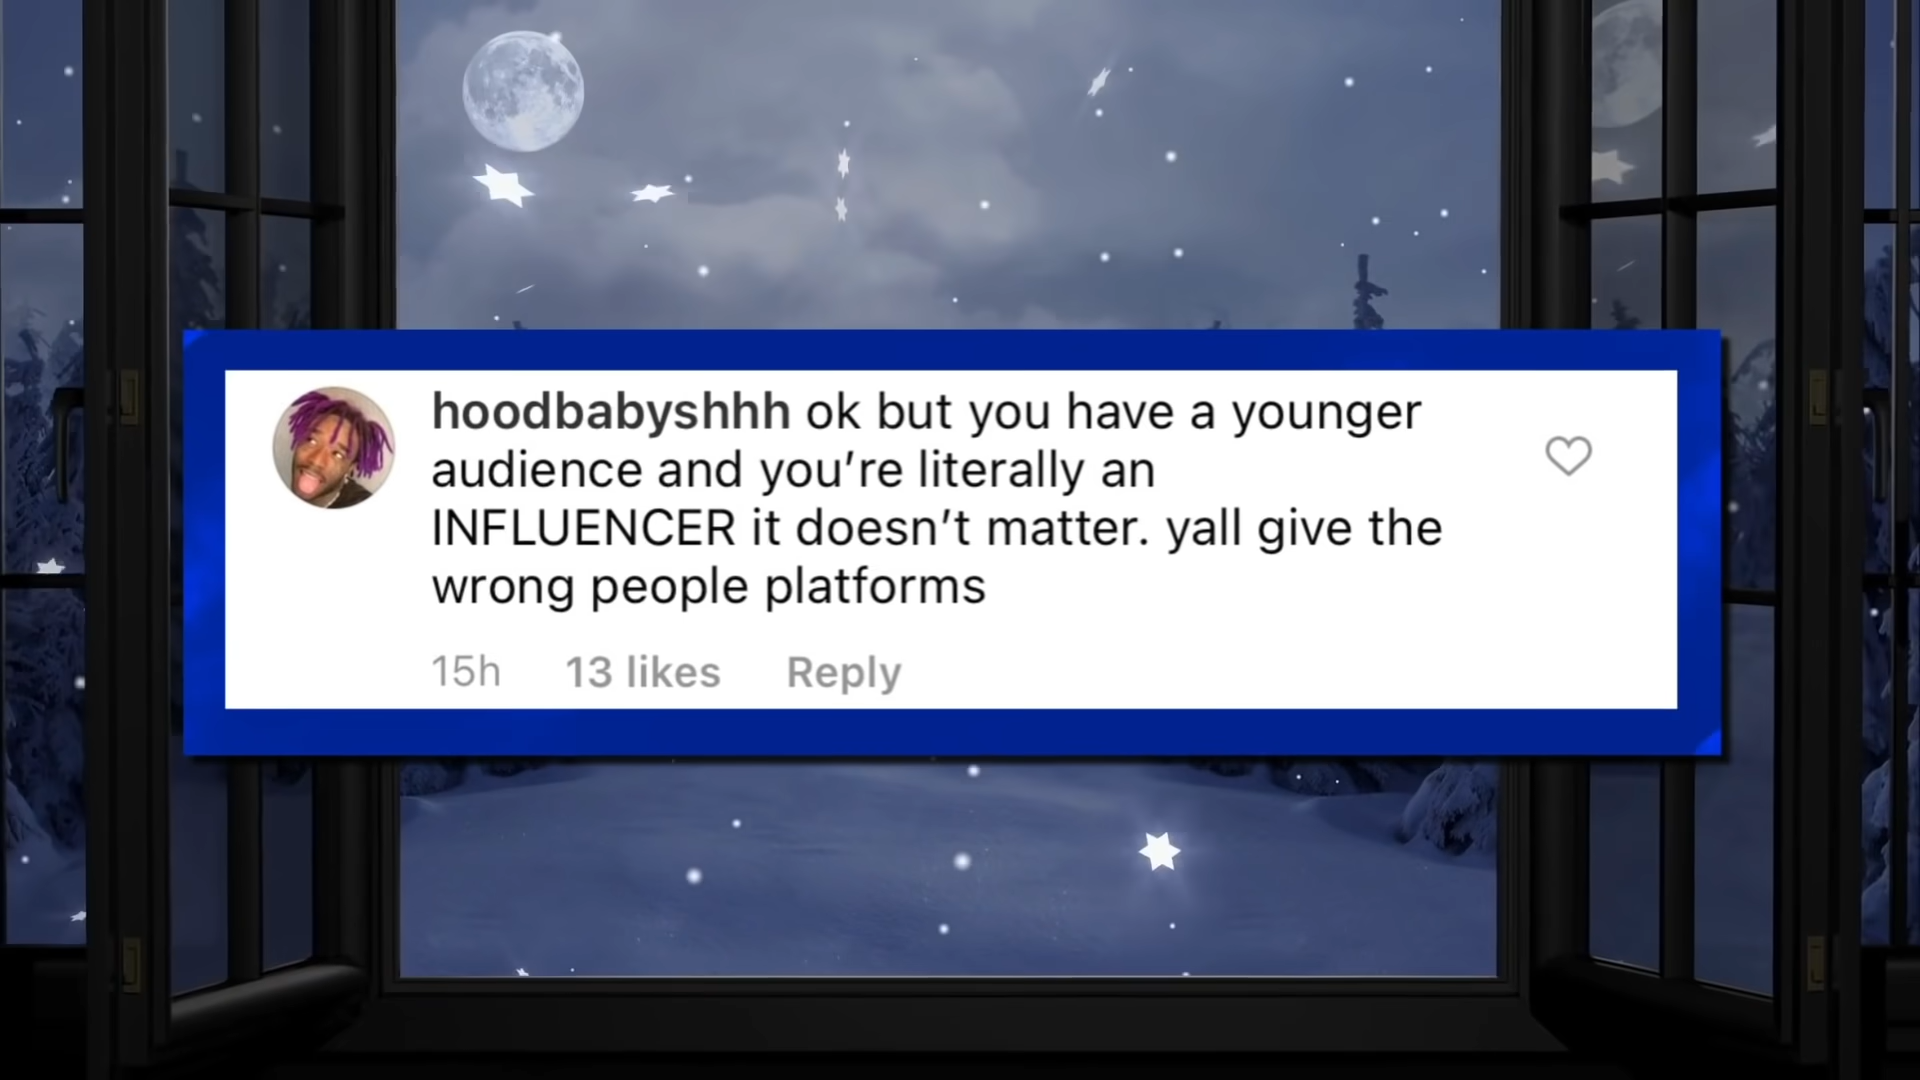 hoodbabyshhh ok but you have a younger
audience and you’re literally an
INFLUENCER it doesn’t matter. yall give the
wrong people platforms
15h 13 likes Reply